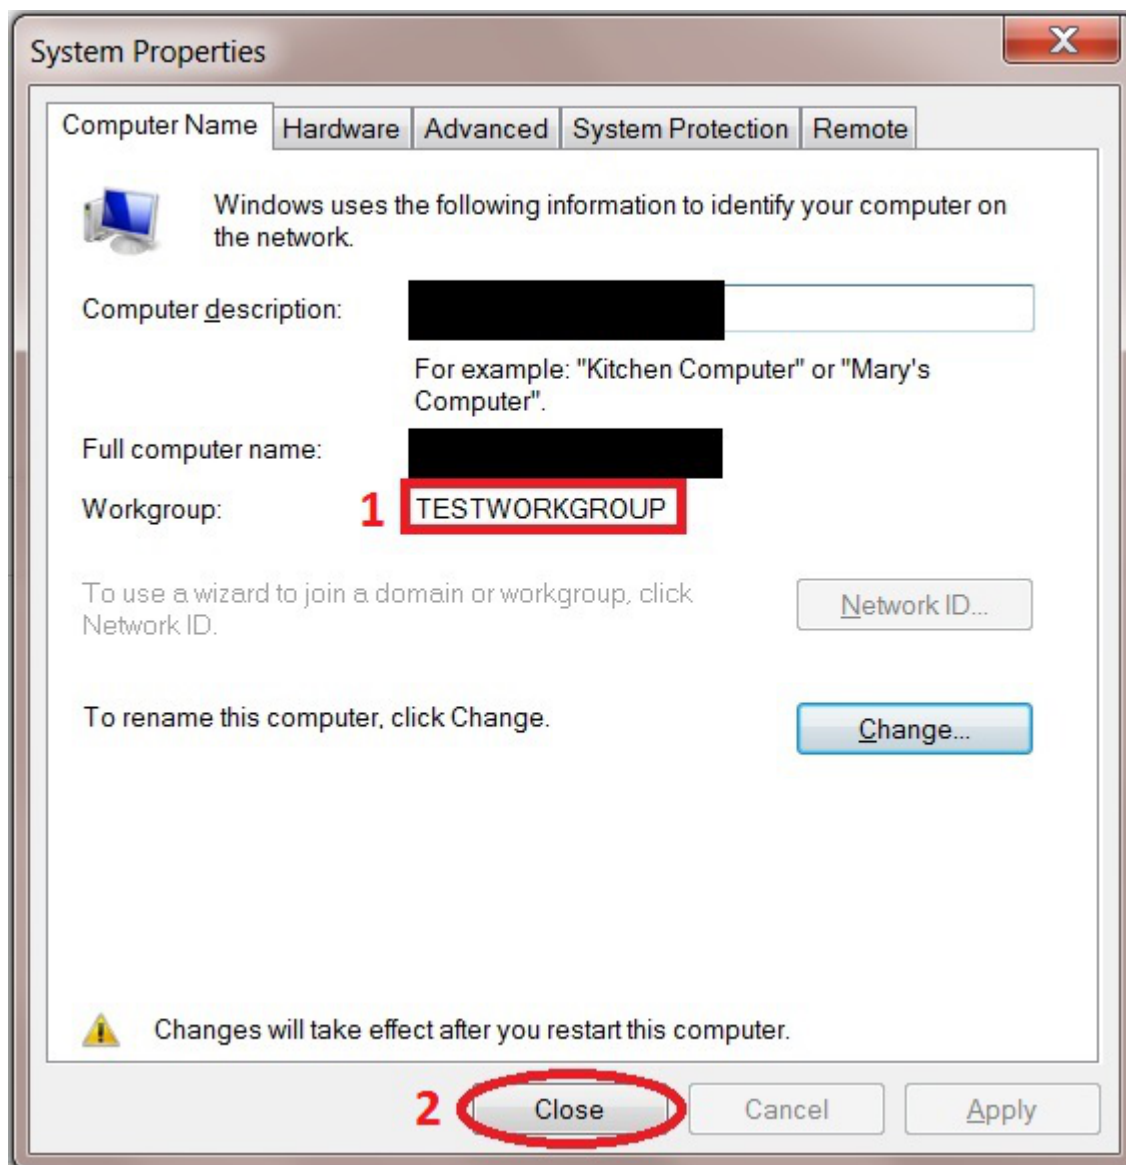 System Properties
X
Computer Name Hardware Advanced System Protection Remote
Windows uses the following information to identify your computer on
the network.
Computer description:
For example: "Kitchen Computer" or "Mary's
Computer".
Full computer name:
Workgroup: 1 TESTWORKGROUP
To use a wizard to join a domain or workgroup, click
Network ID.
Network ID...
To rename this computer, click Change.
Change...
Changes will take effect after you restart this computer.
2 Close Cancel Apply